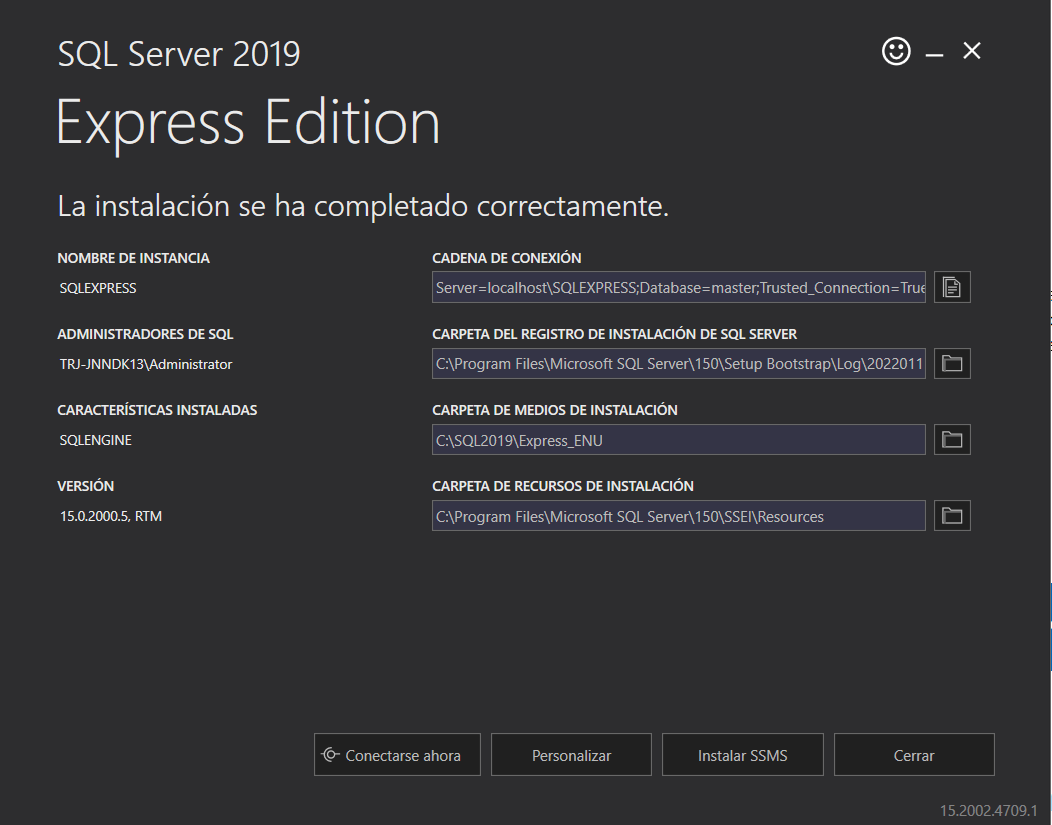 SQL Server 2019
Express Edition
La instalación se ha completado correctamente.
NOMBRE DE INSTANCIA
SQLEXPRESS
CADENA DE CONEXIÓN
Server=localhost\SQLEXPRESS;Database=master;Trusted_Connection=True
ADMINISTRADORES DE SQL
TRJ-JNNDK13\Administrator
CARPETA DEL REGISTRO DE INSTALACIÓN DE SQL SERVER
C:\Program Files\Microsoft SQL Server\150\Setup Bootstrap\Log\2022011
CARACTERÍSTICAS INSTALADAS
SQLENGINE
CARPETA DE MEDIOS DE INSTALACIÓN
C:\SQL2019\Express_ENU
VERSIÓN
15.0.2000.5, RTM
CARPETA DE RECURSOS DE INSTALACIÓN
C:\Program Files\Microsoft SQL Server\150\SSEI\Resources
Conectarse ahora
Personalizar
Instalar SSMS
Cerrar
15.2002.4709.1